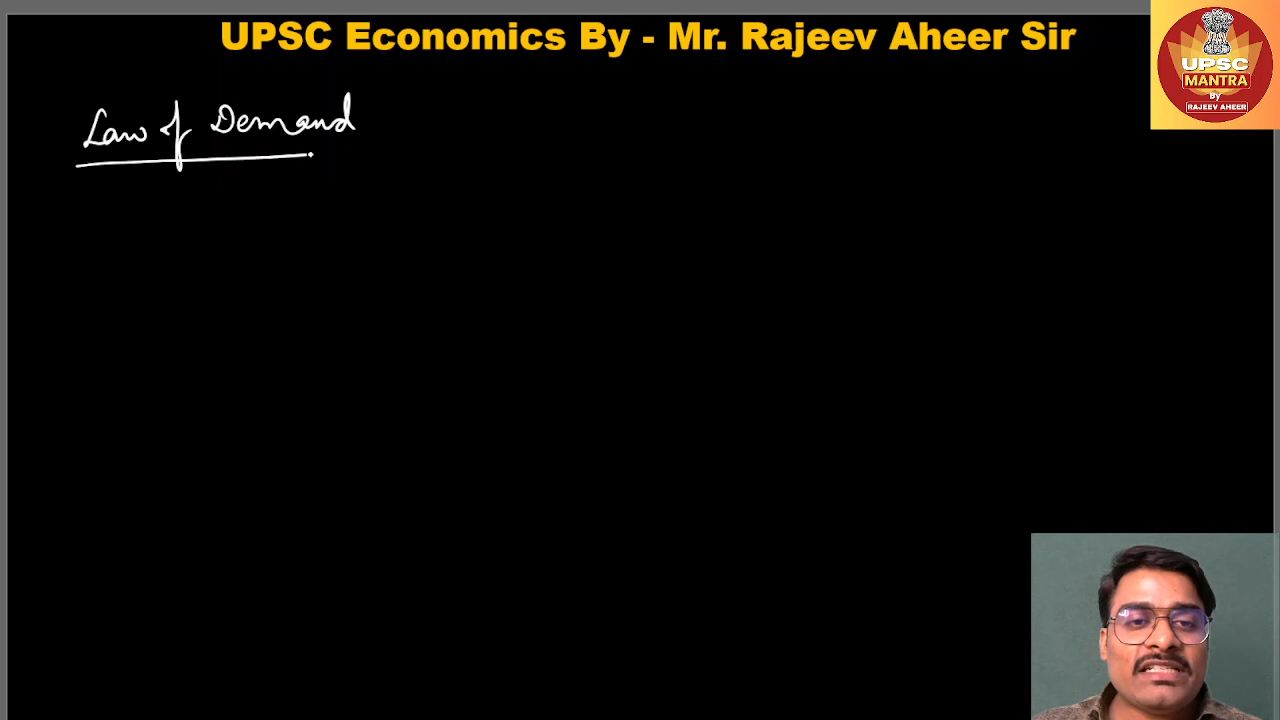 UPSC Economics By - Mr. Rajeev Aheer Sir
UPSC
MANTRA
By
RAJEEV AHEER
Law of Demand